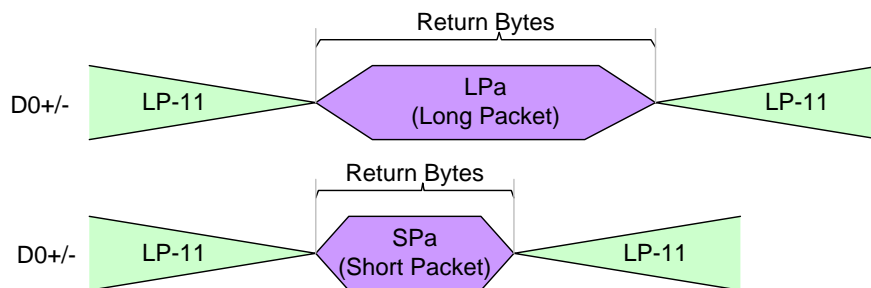 Return Bytes
D0+/-
LP-11
LPa
(Long Packet)
LP-11
Return Bytes
D0+/-
LP-11
SPa
(Short Packet)
LP-11